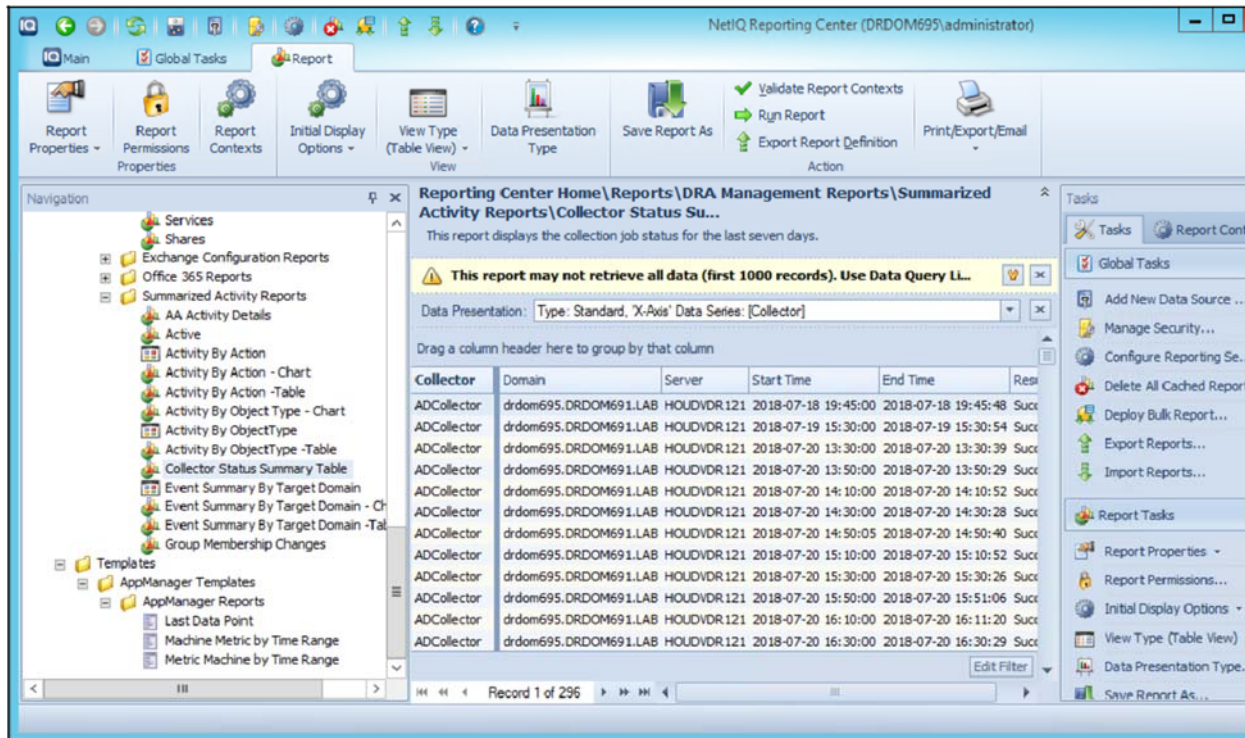 NetIQ Reporting Center (DRDOM695\administrator)
Main Global Tasks Report
Report Properties
Report Permissions
Report Contexts
Initial Display Options
View Type (Table View)
Data Presentation Type
Save Report As
Validate Report Contexts
Run Report
Export Report Definition
Print/Export/Email
Properties View Action
Navigation
Services
Shares
Exchange Configuration Reports
Office 365 Reports
Summarized Activity Reports
AA Activity Details
Active
Activity By Action
Activity By Action - Chart
Activity By Action -Table
Activity By Object Type - Chart
Activity By ObjectType
Activity By ObjectType -Table
Collector Status Summary Table
Event Summary By Target Domain
Event Summary By Target Domain - Ch
Event Summary By Target Domain -Tab
Group Membership Changes
Templates
AppManager Templates
AppManager Reports
Last Data Point
Machine Metric by Time Range
Metric Machine by Time Range
Reporting Center Home\Reports\DRA Management Reports\Summarized
Activity Reports\Collector Status Su...
This report displays the collection job status for the last seven days.
This report may not retrieve all data (first 1000 records). Use Data Query Li...
Data Presentation: Type: Standard, 'X-Axis' Data Series: [Collector]
Drag a column header here to group by that column
Collector Domain Server Start Time End Time Resu
ADCollector drdom695.DRDOM691.LAB HOUDVDR121 2018-07-18 19:45:00 2018-07-18 19:45:48 Succ
ADCollector drdom695.DRDOM691.LAB HOUDVDR121 2018-07-19 15:30:00 2018-07-19 15:30:54 Succ
ADCollector drdom695.DRDOM691.LAB HOUDVDR121 2018-07-20 13:30:00 2018-07-20 13:30:39 Succ
ADCollector drdom695.DRDOM691.LAB HOUDVDR121 2018-07-20 13:50:00 2018-07-20 13:50:29 Succ
ADCollector drdom695.DRDOM691.LAB HOUDVDR121 2018-07-20 14:10:00 2018-07-20 14:10:52 Succ
ADCollector drdom695.DRDOM691.LAB HOUDVDR121 2018-07-20 14:30:00 2018-07-20 14:30:28 Succ
ADCollector drdom695.DRDOM691.LAB HOUDVDR121 2018-07-20 14:50:05 2018-07-20 14:50:40 Succ
ADCollector drdom695.DRDOM691.LAB HOUDVDR121 2018-07-20 15:10:00 2018-07-20 15:10:52 Succ
ADCollector drdom695.DRDOM691.LAB HOUDVDR121 2018-07-20 15:30:00 2018-07-20 15:30:26 Succ
ADCollector drdom695.DRDOM691.LAB HOUDVDR121 2018-07-20 15:50:00 2018-07-20 15:51:06 Succ
ADCollector drdom695.DRDOM691.LAB HOUDVDR121 2018-07-20 16:10:00 2018-07-20 16:11:20 Succ
ADCollector drdom695.DRDOM691.LAB HOUDVDR121 2018-07-20 16:30:00 2018-07-20 16:30:29 Succ
Edit Filter
Record 1 of 296
Tasks
Tasks Report Cont
Global Tasks
Add New Data Source ...
Manage Security...
Configure Reporting Se...
Delete All Cached Report
Deploy Bulk Report...
Export Reports...
Import Reports...
Report Tasks
Report Properties
Report Permissions...
Initial Display Options
View Type (Table View)
Data Presentation Type.
Save Report As...